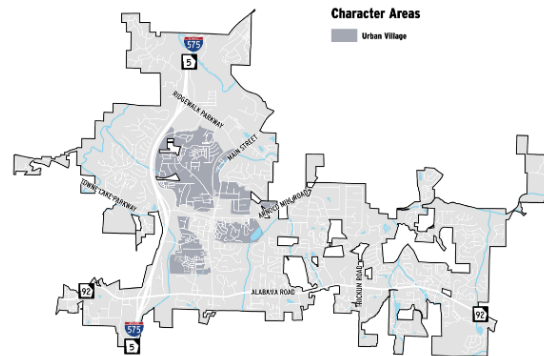 Character Areas
Urban Village
575
5
RIDGEWALK PARKWAY
MAIN STREET
TOWNE LAKE PARKWAY
ARNOLD MILL ROAD
TRICKUM ROAD
ALABAMA ROAD
92
92
575
5